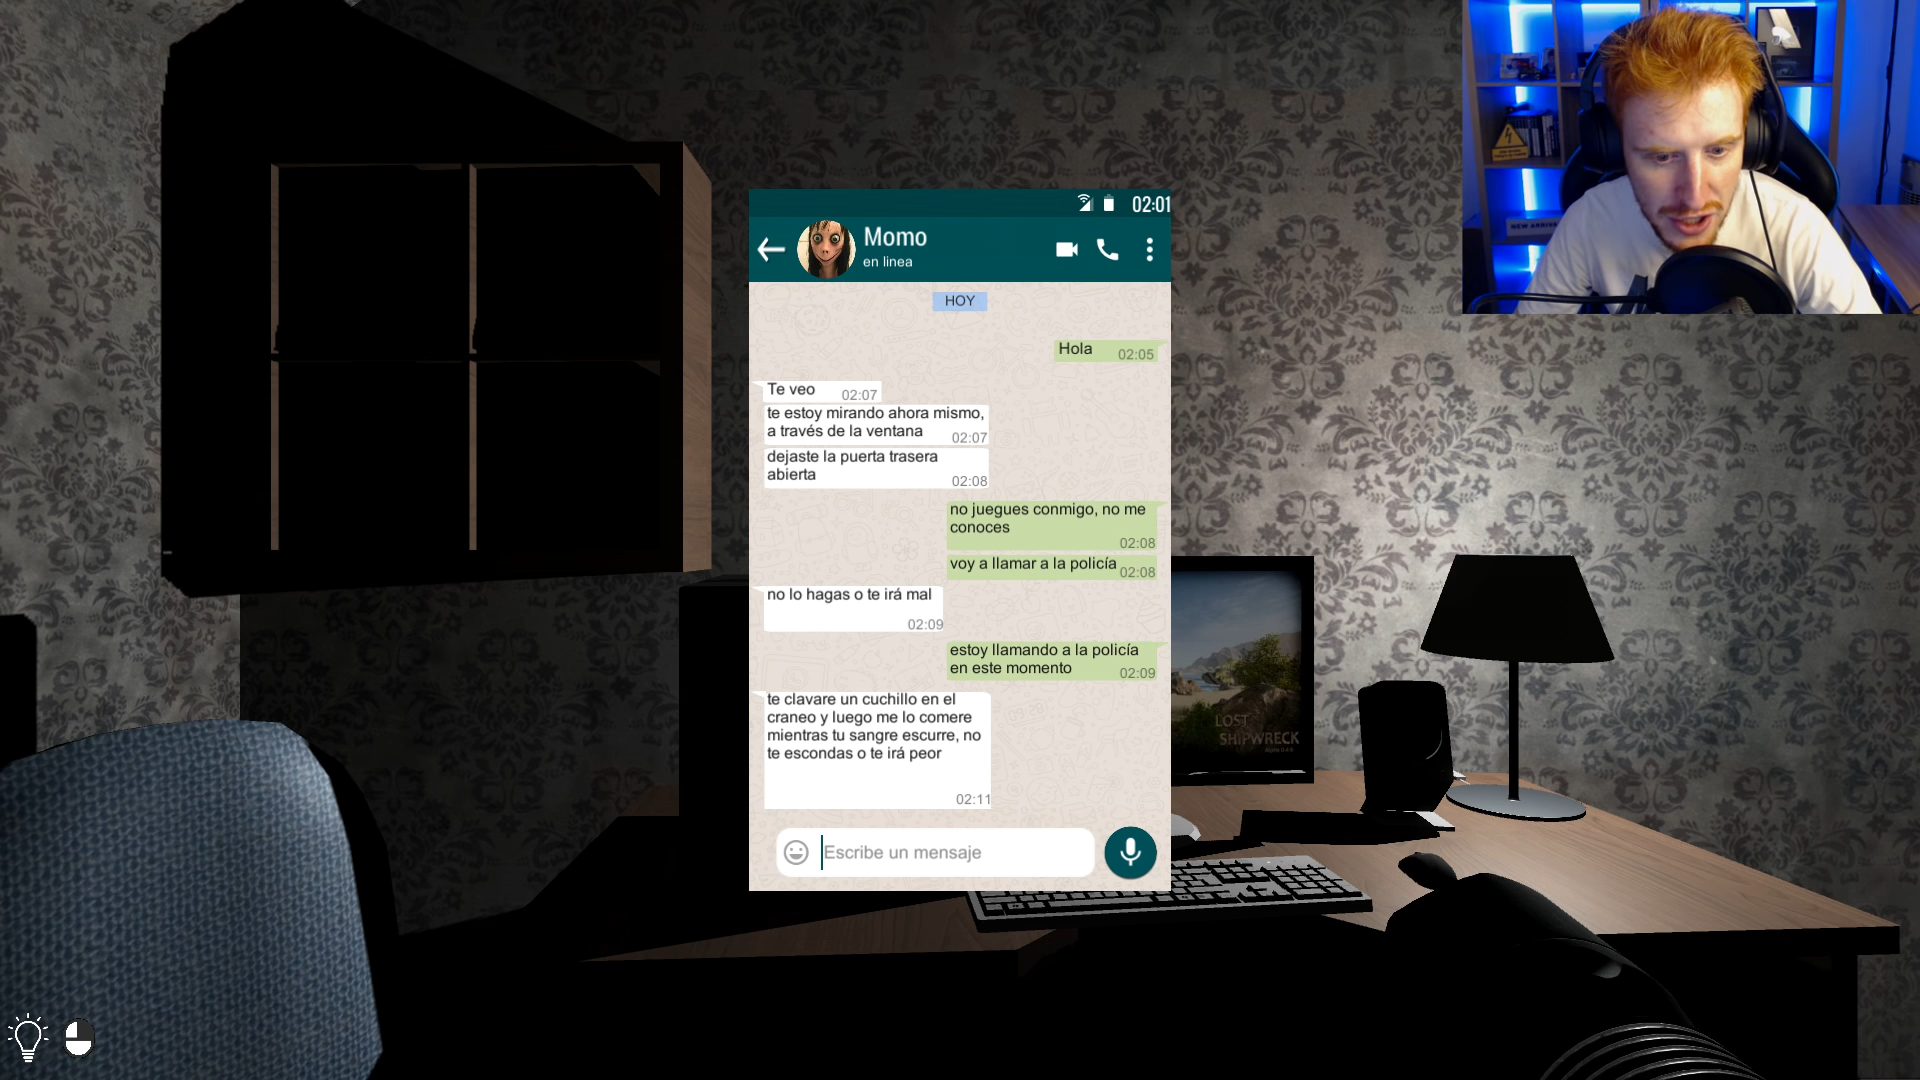 02:01
Momo
en linea
HOY
Hola 02:05
Te veo 02:07
te estoy mirando ahora mismo,
a través de la ventana 02:07
dejaste la puerta trasera
abierta 02:08
no juegues conmigo, no me
conoces
02:08
voy a llamar a la policía 02:08
no lo hagas o te irá mal
02:09
estoy llamando a la policía
en este momento 02:09
te clavare un cuchillo en el
craneo y luego me lo comere
mientras tu sangre escurre, no
te escondas o te irá peor
02:11
Escribe un mensaje
LOST
SHIPWRECK
NEW ARRIVAL